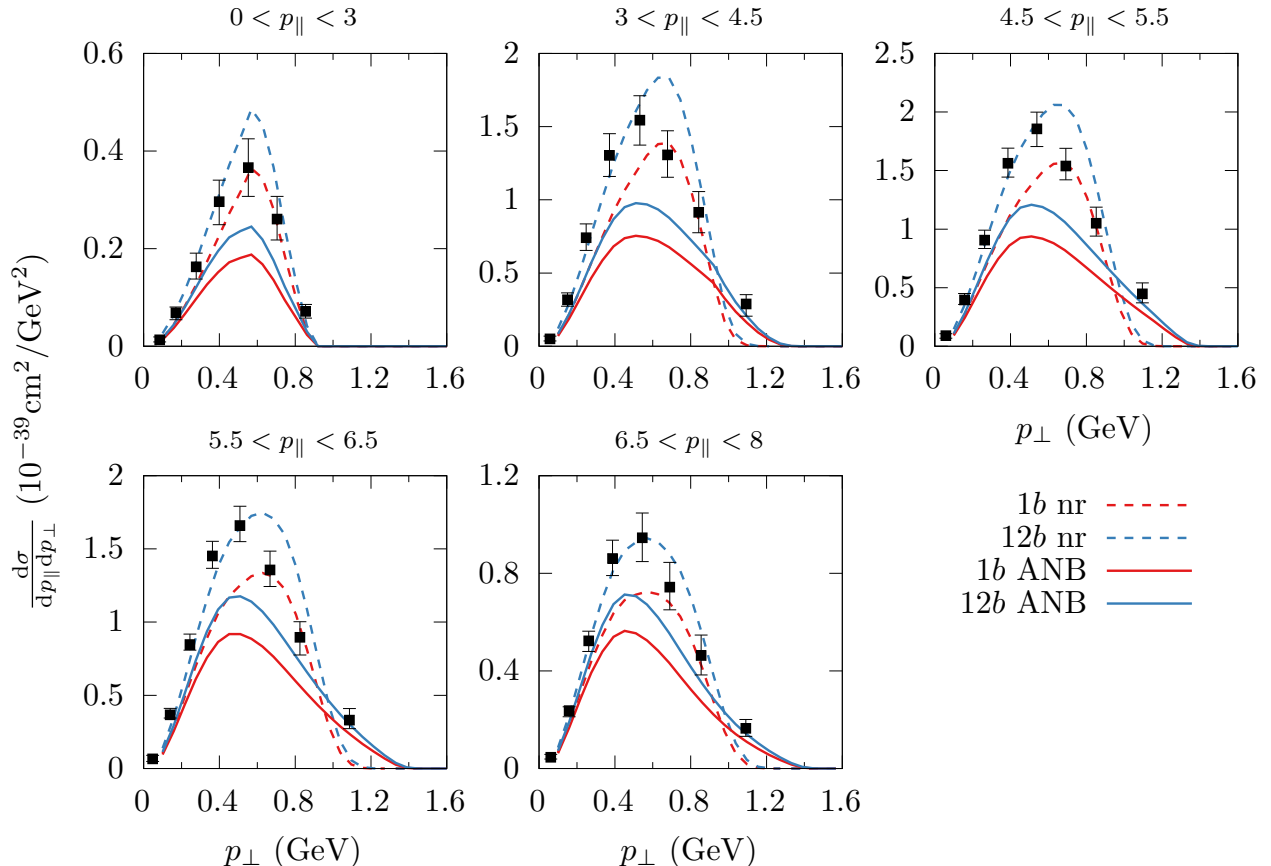 0 < p∥ < 3
3 < p∥ < 4.5
4.5 < p∥ < 5.5
0.6
0.4
0.2
0
0 0.4 0.8 1.2 1.6
2
1.5
1
0.5
0
0 0.4 0.8 1.2 1.6
2.5
2
1.5
1
0.5
0
0 0.4 0.8 1.2 1.6
p⊥ (GeV)
dσ/dp∥dp⊥ (10⁻³⁹cm²/GeV²)
5.5 < p∥ < 6.5
6.5 < p∥ < 8
2
1.5
1
0.5
0
0 0.4 0.8 1.2 1.6
p⊥ (GeV)
1.2
0.8
0.4
0
0 0.4 0.8 1.2 1.6
p⊥ (GeV)
1b nr
12b nr
1b ANB
12b ANB